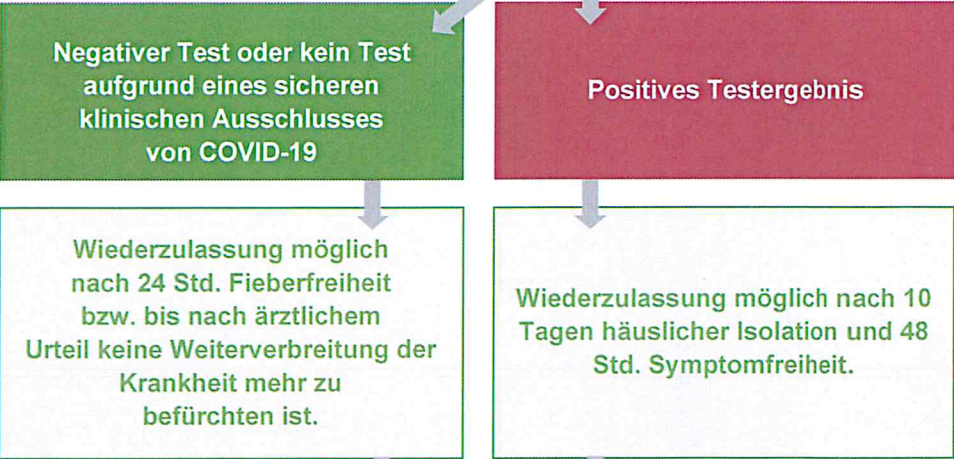 Negativer Test oder kein Test
aufgrund eines sicheren
klinischen Ausschlusses
von COVID-19
Positives Testergebnis
Wiederzulassung möglich
nach 24 Std. Fieberfreiheit
bzw. bis nach ärztlichem
Urteil keine Weiterverbreitung der
Krankheit mehr zu
befürchten ist.
Wiederzulassung möglich nach 10
Tagen häuslicher Isolation und 48
Std. Symptomfreiheit.